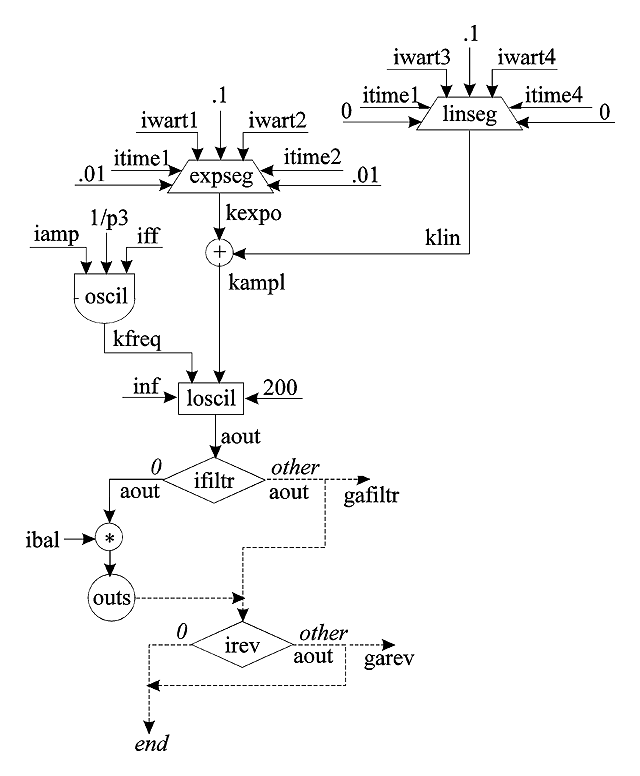 .1
iwart3 iwart4
itime1 itime4
0 linseg 0
.1
iwart1 iwart2
itime1 itime2
.01 expseg .01
kexpo
klin
+
kampl
1/p3
iamp iff
oscil
kfreq
inf loscil 200
aout
0 other
aout ifiltr aout
gafiltr
ibal *
outs
0 other
irev aout garev
end